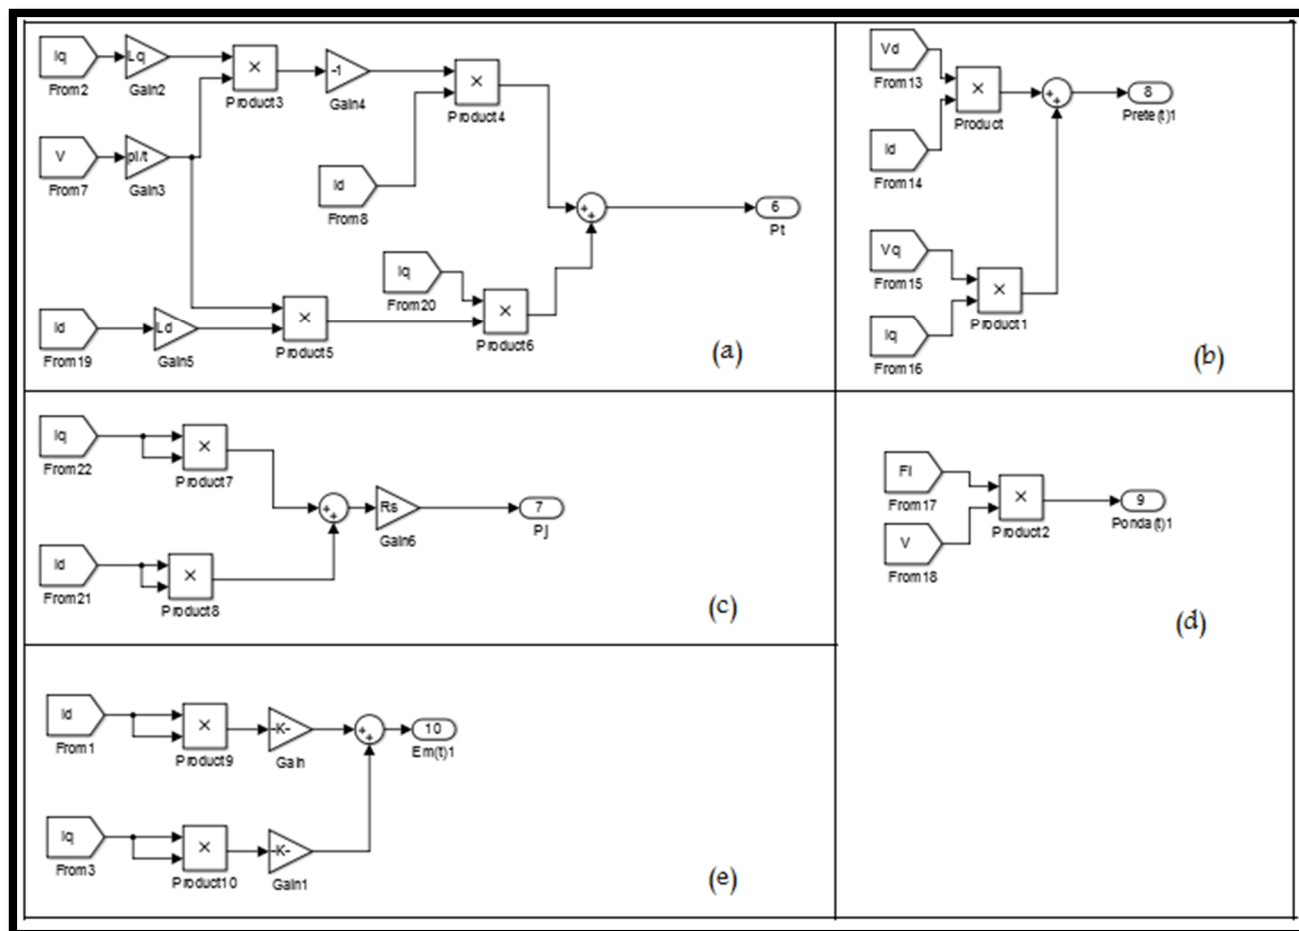 Iq
From2
Lq
Gain2
×
Product3
-1
Gain4
×
Product4
V
From7
pi/t
Gain3
Id
From8
+
+
6
Pt
Iq
From20
×
Product6
Id
From19
Ld
Gain5
×
Product5
(a)
Vd
From13
×
Product
Id
From14
+
+
8
Prete(t)1
Vq
From15
×
Product1
Iq
From16
(b)
Iq
From22
×
Product7
Id
From21
×
Product8
+
+
Rs
Gain6
7
Pj
(c)
Fl
From17
V
From18
×
Product2
9
Ponda(t)1
(d)
Id
From1
×
Product9
-K-
Gain
+
+
10
Em(t)1
Iq
From3
×
Product10
-K-
Gain1
(e)